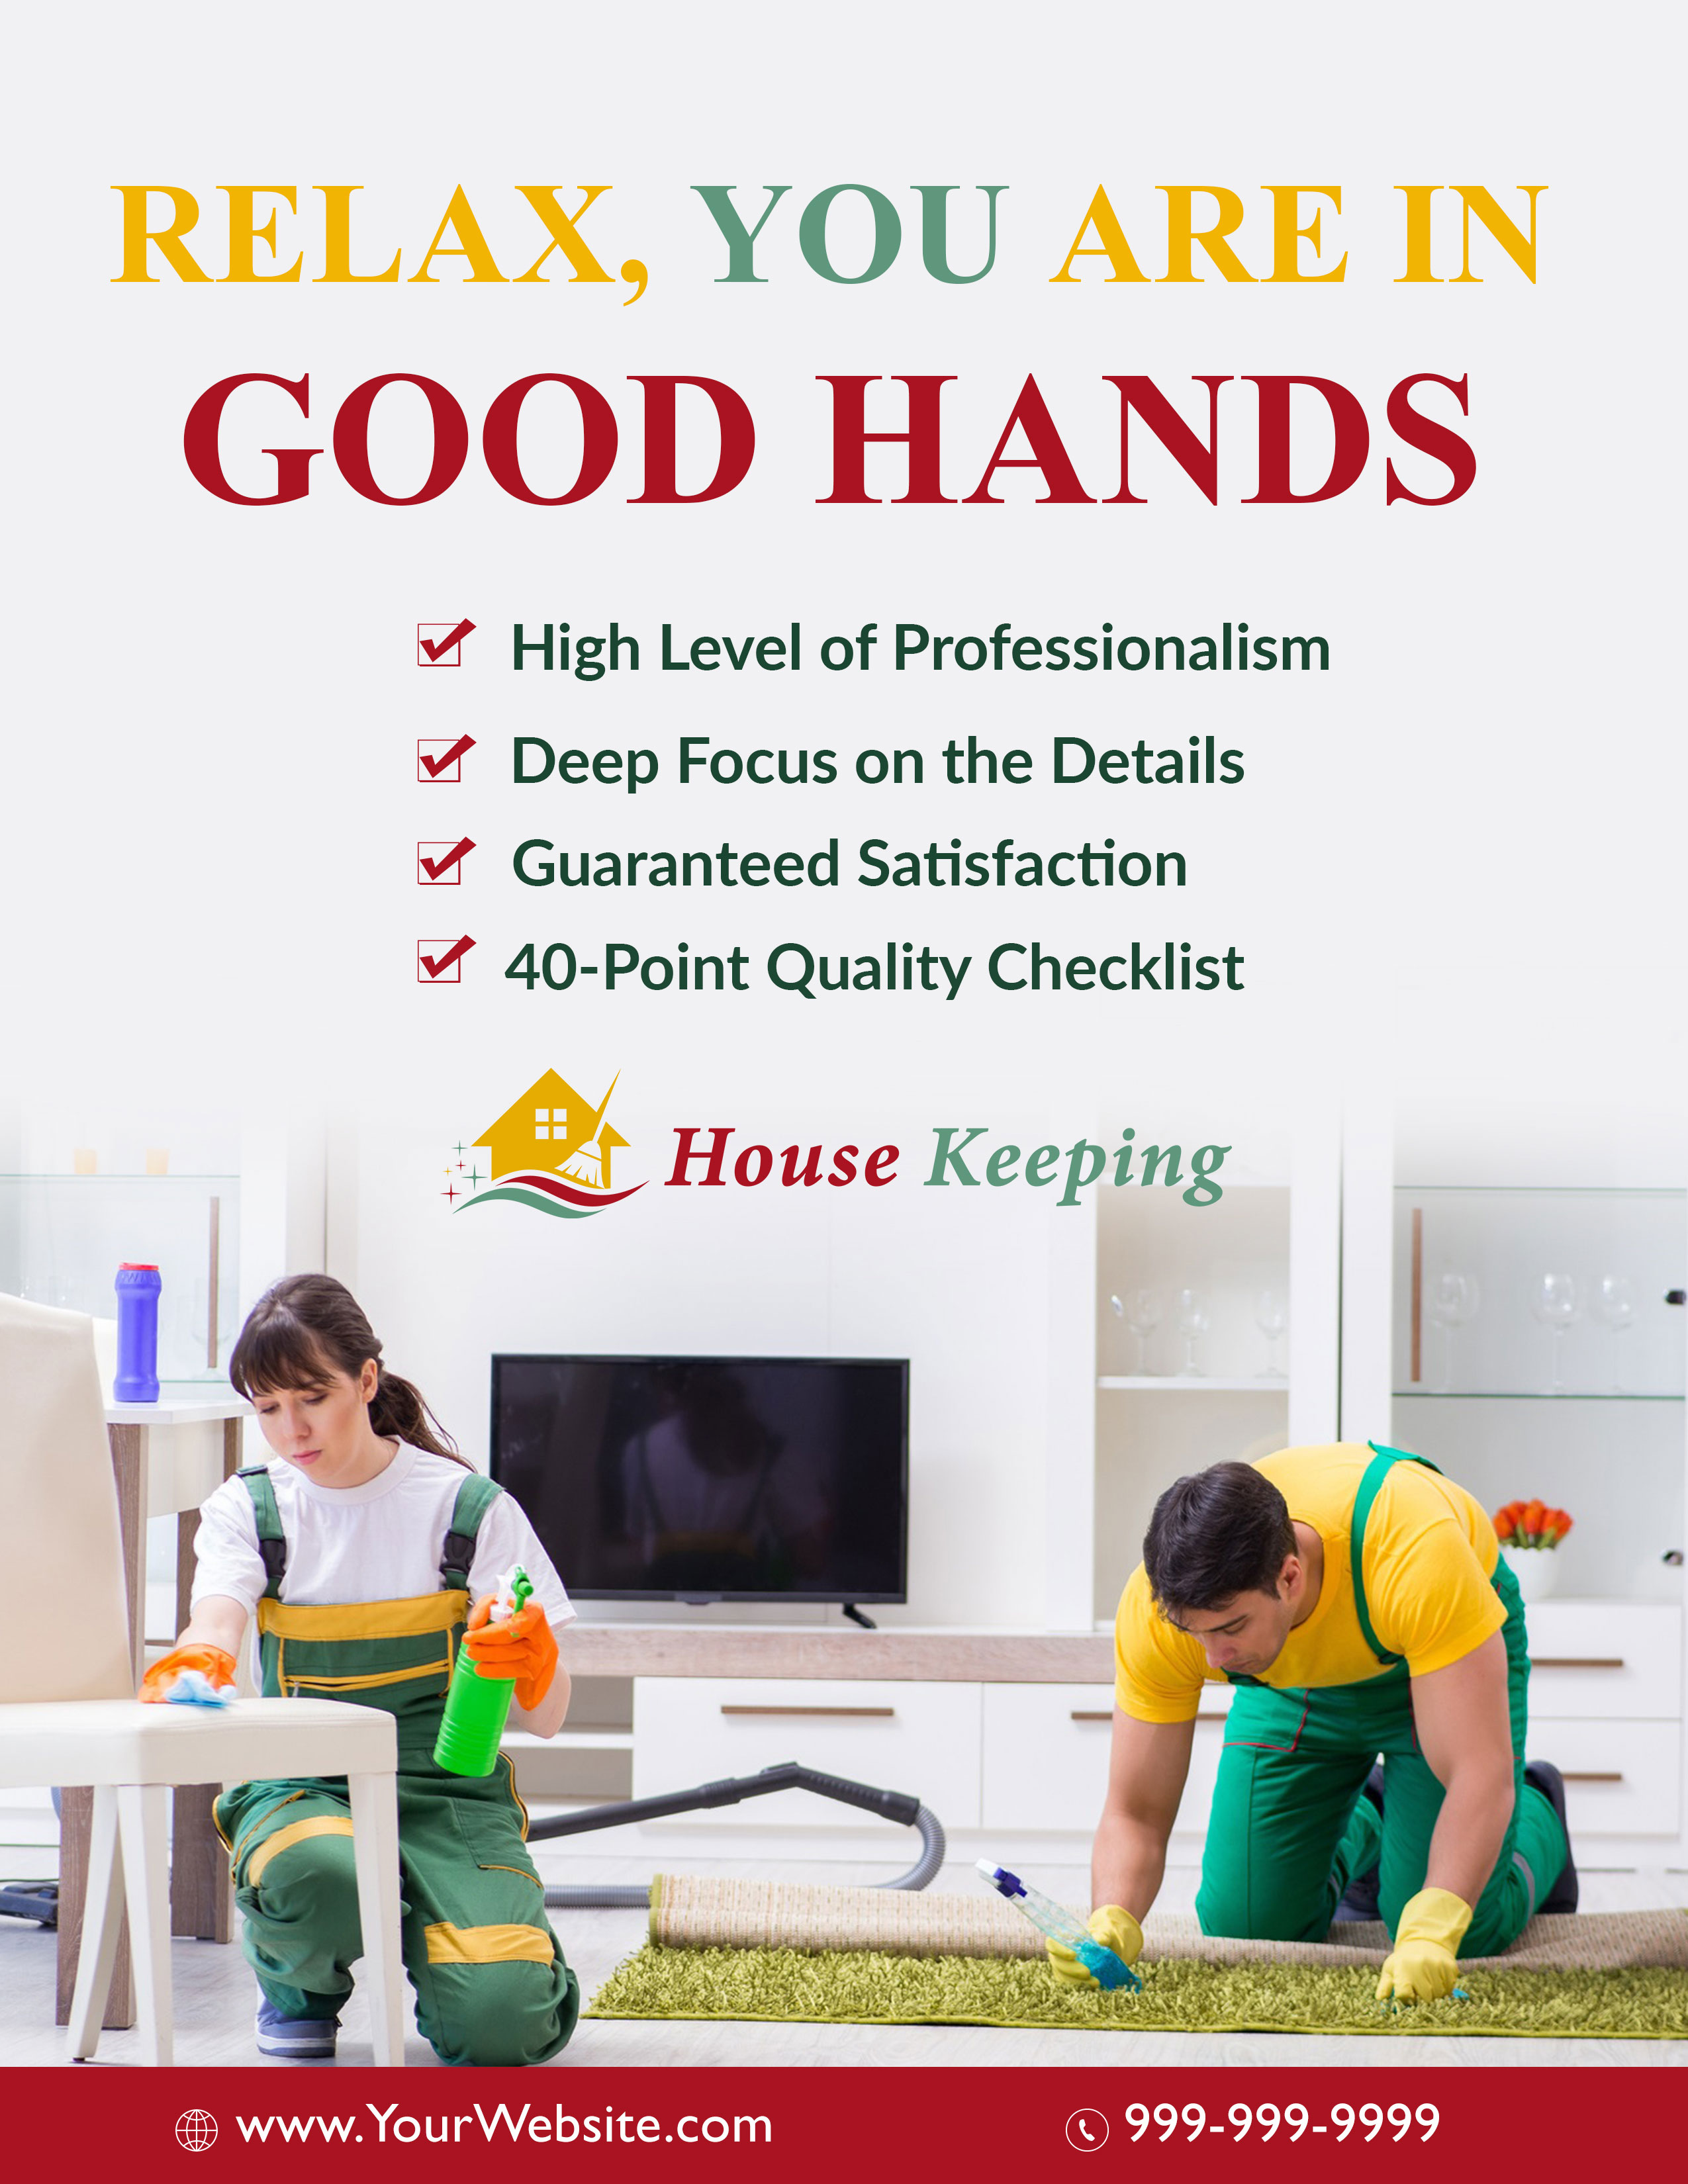 RELAX, YOU ARE IN
GOOD HANDS
High Level of Professionalism
Deep Focus on the Details
Guaranteed Satisfaction
40-Point Quality Checklist
House Keeping
www.YourWebsite.com
999-999-9999